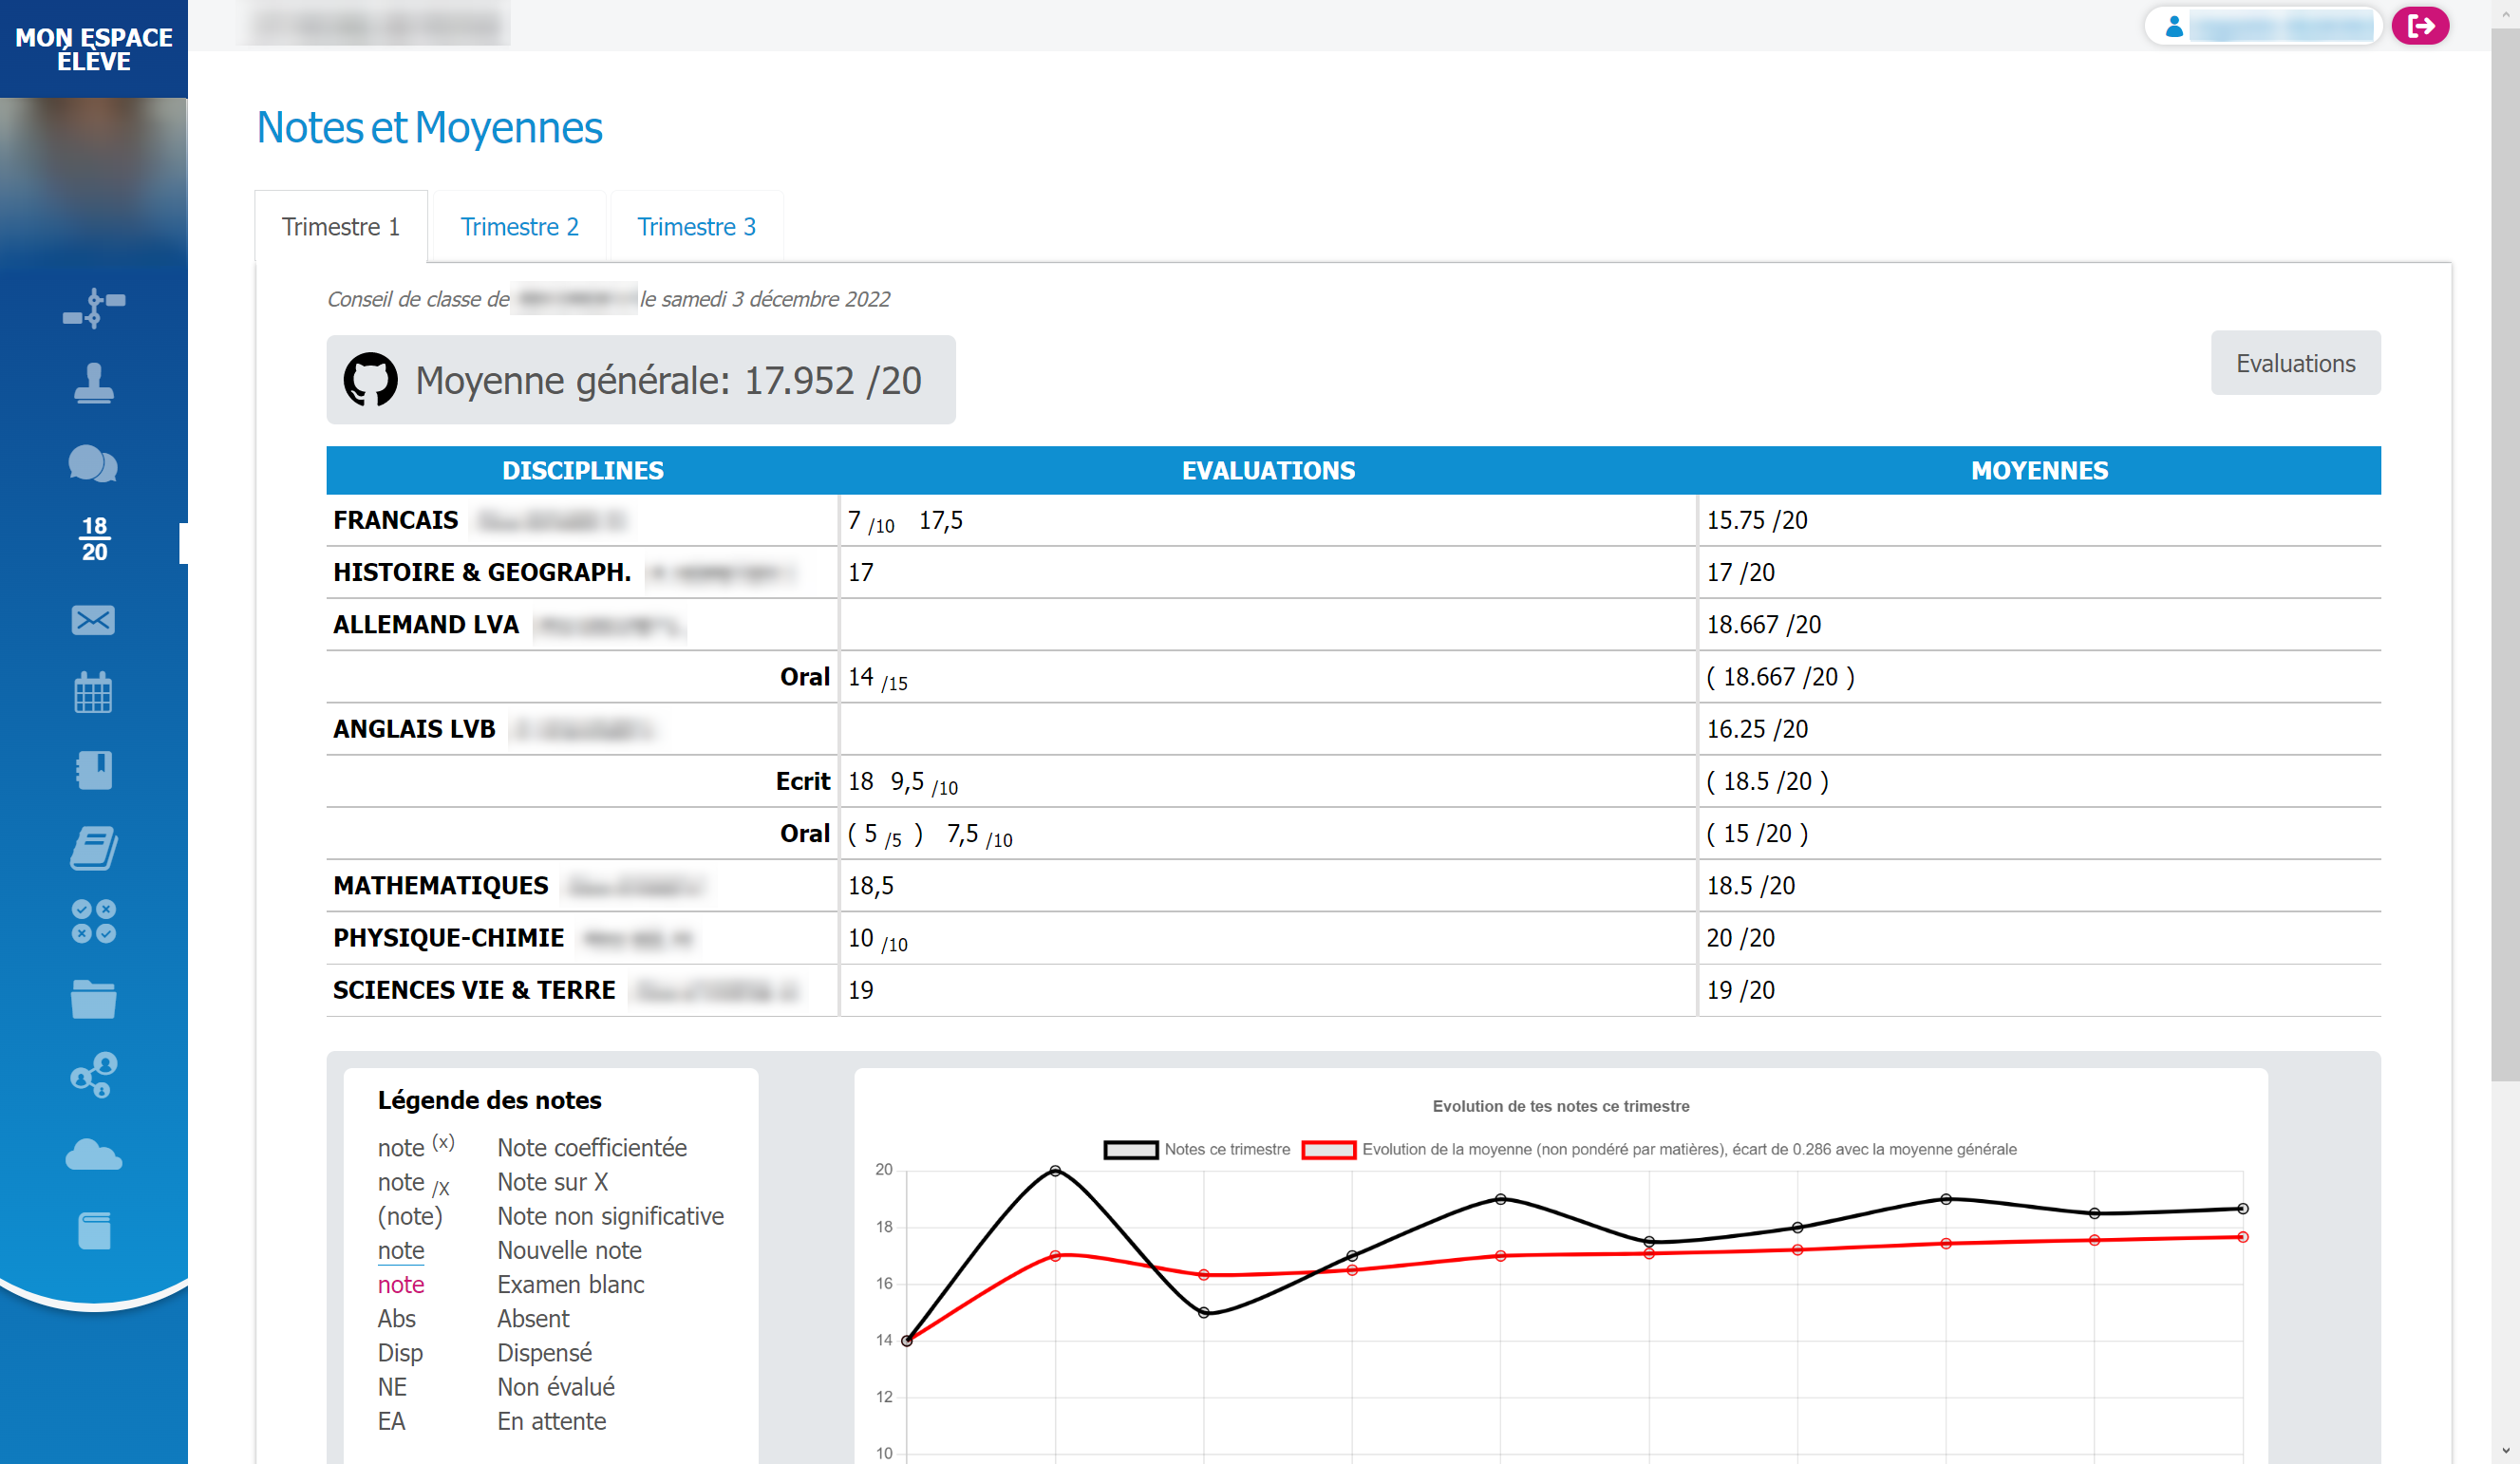 MON ESPACE
ÉLÈVE
Notes et Moyennes
Trimestre 1 Trimestre 2 Trimestre 3
Conseil de classe de le samedi 3 décembre 2022
Moyenne générale: 17.952 /20
Evaluations
DISCIPLINES EVALUATIONS MOYENNES
FRANCAIS 7 /10 17,5 15.75 /20
HISTOIRE & GEOGRAPH. 17 17 /20
ALLEMAND LVA 18.667 /20
Oral 14 /15 ( 18.667 /20 )
ANGLAIS LVB 16.25 /20
Ecrit 18 9,5 /10 ( 18.5 /20 )
Oral ( 5 /5 ) 7,5 /10 ( 15 /20 )
MATHEMATIQUES 18,5 18.5 /20
PHYSIQUE-CHIMIE 10 /10 20 /20
SCIENCES VIE & TERRE 19 19 /20
18
20
Légende des notes
note (x) Note coefficientée
note /X Note sur X
(note) Note non significative
note Nouvelle note
note Examen blanc
Abs Absent
Disp Dispensé
NE Non évalué
EA En attente
Evolution de tes notes ce trimestre
Notes ce trimestre Evolution de la moyenne (non pondéré par matières), écart de 0.286 avec la moyenne générale
20
18
16
14
12
10